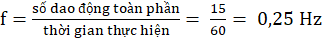 f = số dao động toàn phần / thời gian thực hiện = 15 / 60 = 0,25 Hz